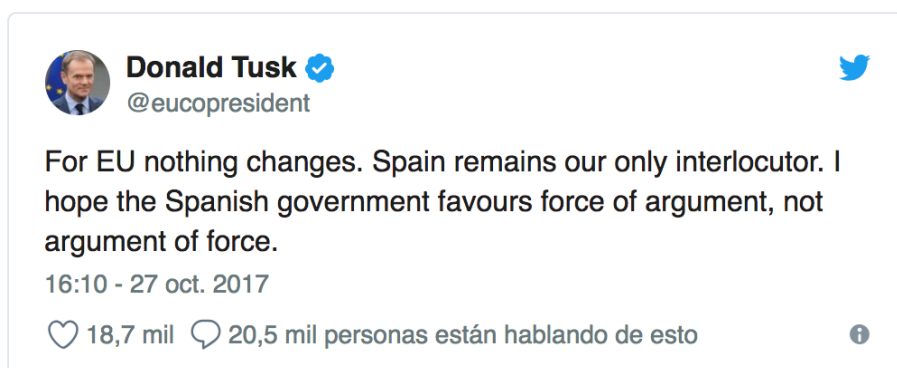 Donald Tusk
@eucopresident
For EU nothing changes. Spain remains our only interlocutor. I
hope the Spanish government favours force of argument, not
argument of force.
16:10 - 27 oct. 2017
18,7 mil 20,5 mil personas están hablando de esto